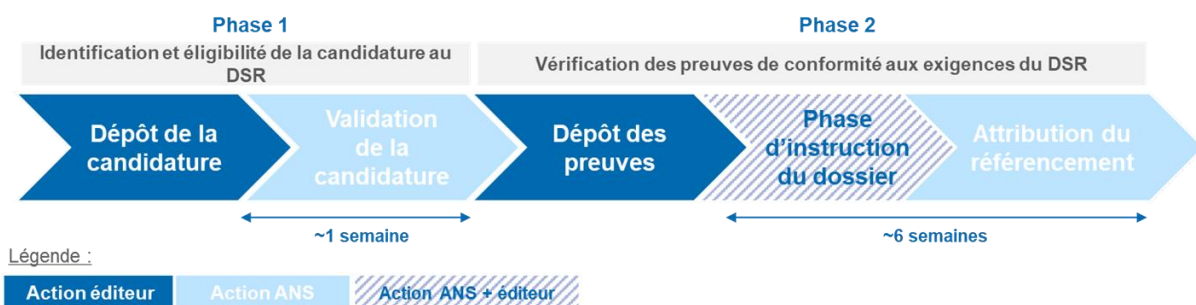 Phase 1
Phase 2
Identification et éligibilité de la candidature au
DSR
Vérification des preuves de conformité aux exigences du DSR
Dépôt de la
candidature
Validation
de la
candidature
Dépôt des
preuves
Phase
d'instruction
du dossier
Attribution du
référencement
~1 semaine
~6 semaines
Légende :
Action éditeur
Action ANS
Action ANS + éditeur